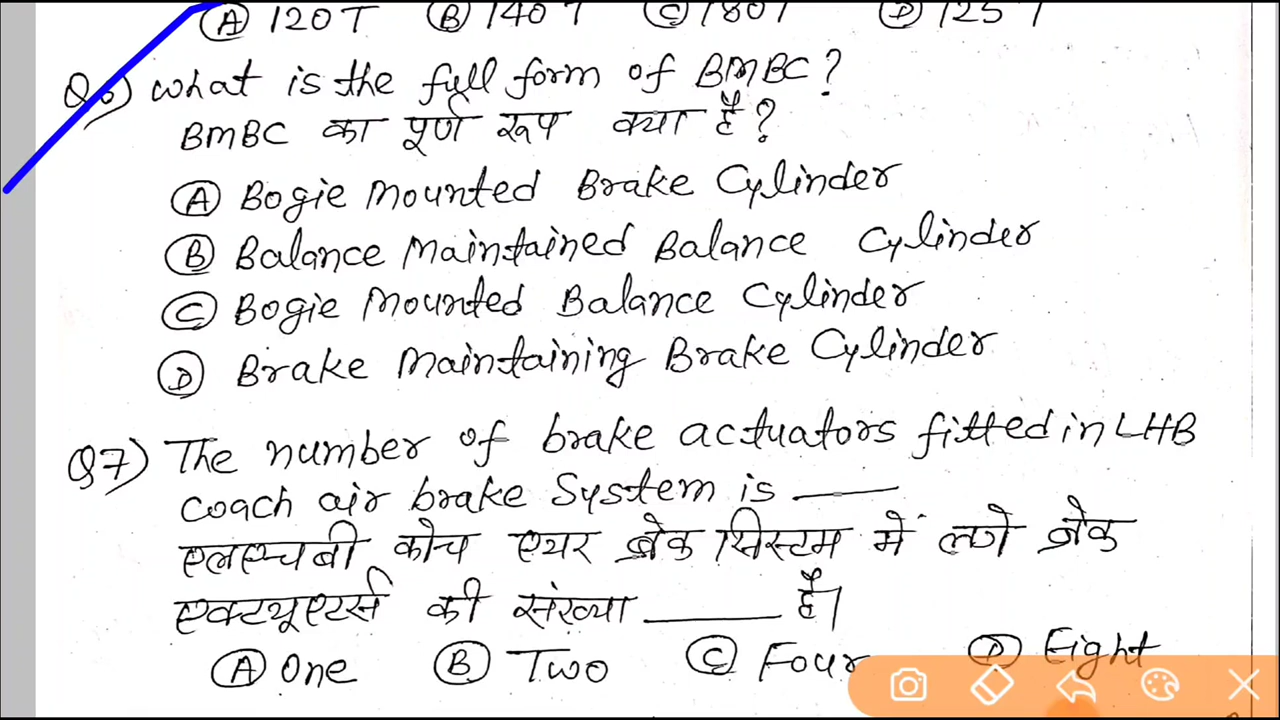 Ⓐ 120T Ⓑ 140T Ⓒ 180T Ⓓ 125T
Q6) What is the full form of BMBC?
BMBC का पूर्ण रूप क्या है?
Ⓐ Bogie Mounted Brake Cylinder
Ⓑ Balance Maintained Balance Cylinder
Ⓒ Bogie Mounted Balance Cylinder
Ⓓ Brake Maintaining Brake Cylinder
Q7) The number of brake actuators fitted in LHB
coach air brake System is ____
एलएचबी कोच एयर ब्रेक सिस्टम में लगे ब्रेक
एक्ट्यूएटर्स की संख्या ____ है।
Ⓐ One Ⓑ Two Ⓒ Four Ⓓ Eight